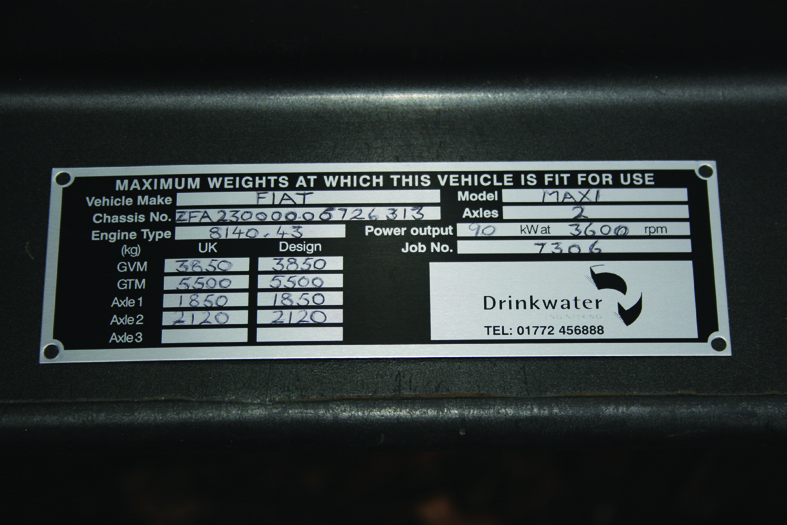 MAXIMUM WEIGHTS AT WHICH THIS VEHICLE IS FIT FOR USE
Vehicle Make FIAT Model MAXI
Chassis No. ZFA23000006726313 Axles 2
Engine Type 8140.43 Power output 90 kW at 3600 rpm
(kg) UK Design Job No. 7306
GVM 3850 3850
GTM 5500 5500
Axle 1 1850 1850
Axle 2 2120 2120
Axle 3
Drinkwater
TEL: 01772 456888